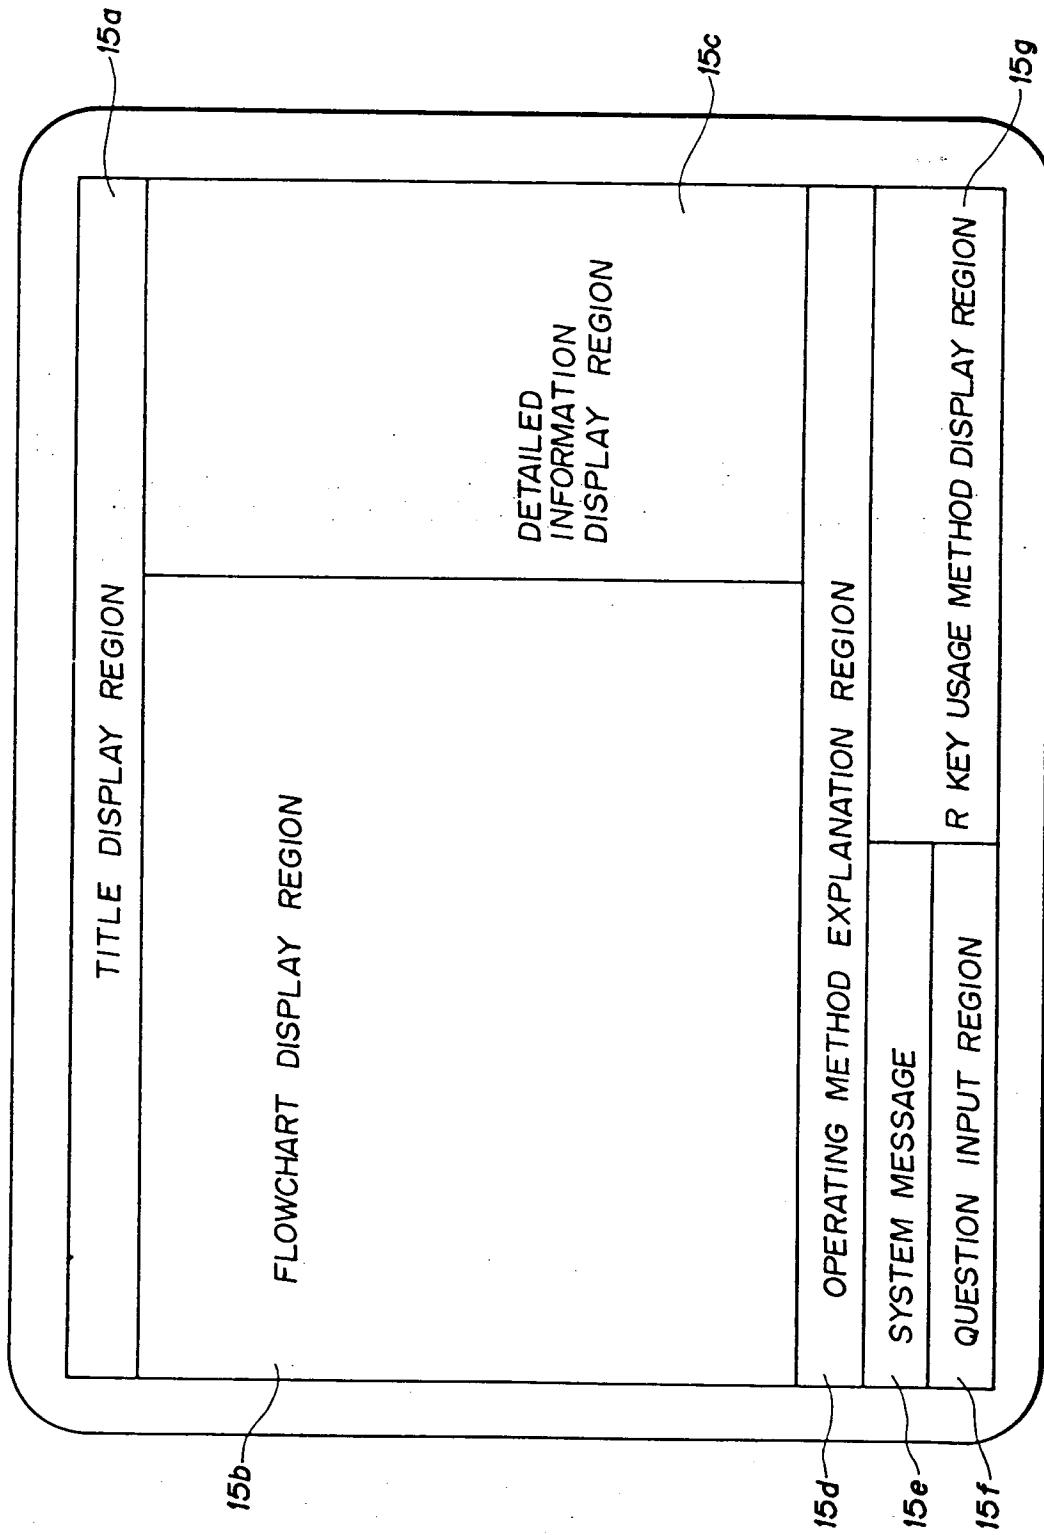 15a
TITLE DISPLAY REGION
15b
FLOWCHART DISPLAY REGION
DETAILED
INFORMATION
DISPLAY REGION
15c
15d
OPERATING METHOD EXPLANATION REGION
15e
SYSTEM MESSAGE
15f
QUESTION INPUT REGION
R KEY USAGE METHOD DISPLAY REGION
15g